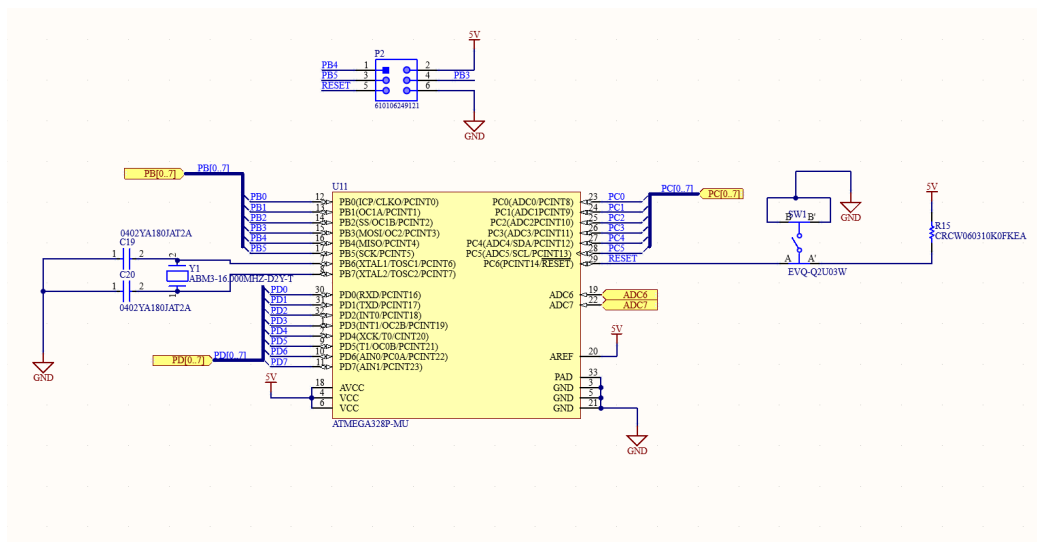 5V
P2
PB4 1 2
PB5 3 4 PB3
RESET 5 6
610106249121
GND
PB[0..7] PB[0..7]
U11
PC[0..7] PC[0..7]
5V
PB0 12 PB0(ICP/CLKO/PCINT0) PC0(ADC0/PCINT8) 23 PC0
PB1 13 PB1(OC1A/PCINT1) PC1(ADC1PCINT9) 24 PC1
PB2 14 PB2(SS/OC1B/PCINT2) PC2(ADC2PCINT10) 25 PC2
PB3 15 PB3(MOSI/OC2/PCINT3) PC3(ADC3/PCINT11) 26 PC3
PB4 16 PB4(MISO/PCINT4) PC4(ADC4/SDA/PCINT12) 27 PC4
PB5 17 PB5(SCK/PCINT5) PC5(ADC5/SCL/PCINT13) 28 PC5
7 PB6(XTAL1/TOSC1/PCINT6) PC6(PCINT14/RESET) 29 RESET
8 PB7(XTAL2/TOSC2/PCINT7)
GND
SW1
B B'
A A'
EVQ-Q2U03W
R15
CRCW060310K0FKEA
0402YA180JAT2A
C19
1 2
2
Y1
ABM3-16.000MHZ-D2Y-T
1
C20
1 2
0402YA180JAT2A
GND
PD0 30 PD0(RXD/PCINT16) ADC6 19 ADC6
PD1 31 PD1(TXD/PCINT17) ADC7 22 ADC7
PD2 32 PD2(INT0/PCINT18)
PD3 1 PD3(INT1/OC2B/PCINT19)
PD4 2 PD4(XCK/T0/CINT20)
PD5 9 PD5(T1/OC0B/PCINT21)
PD6 10 PD6(AIN0/PC0A/PCINT22)
PD7 11 PD7(AIN1/PCINT23)
PD[0..7] PD[0..7]
5V
AREF 20
5V
18 AVCC
4 VCC
6 VCC
PAD 33
GND 3
GND 5
GND 21
ATMEGA328P-MU
GND